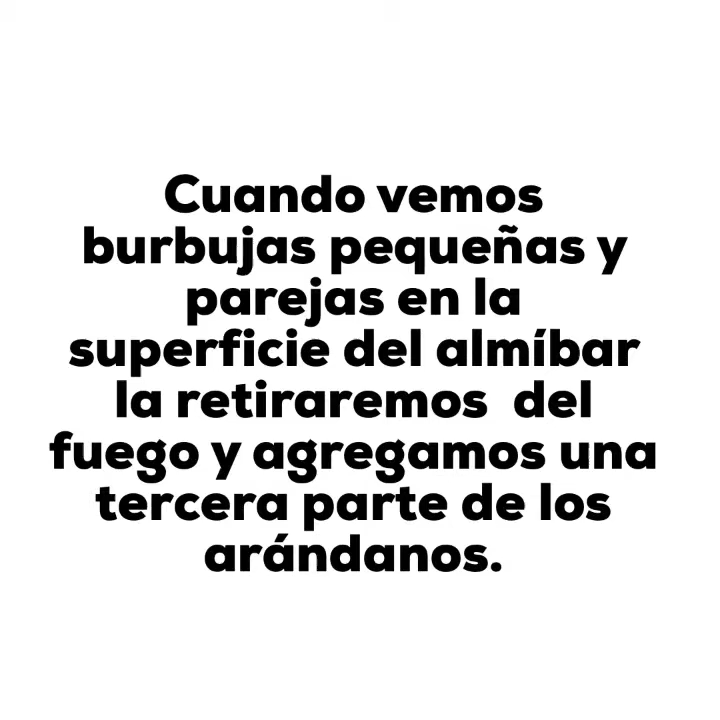 Cuando vemos
burbujas pequeñas y
parejas en la
superficie del almíbar
la retiraremos  del
fuego y agregamos una
tercera parte de los
arándanos.